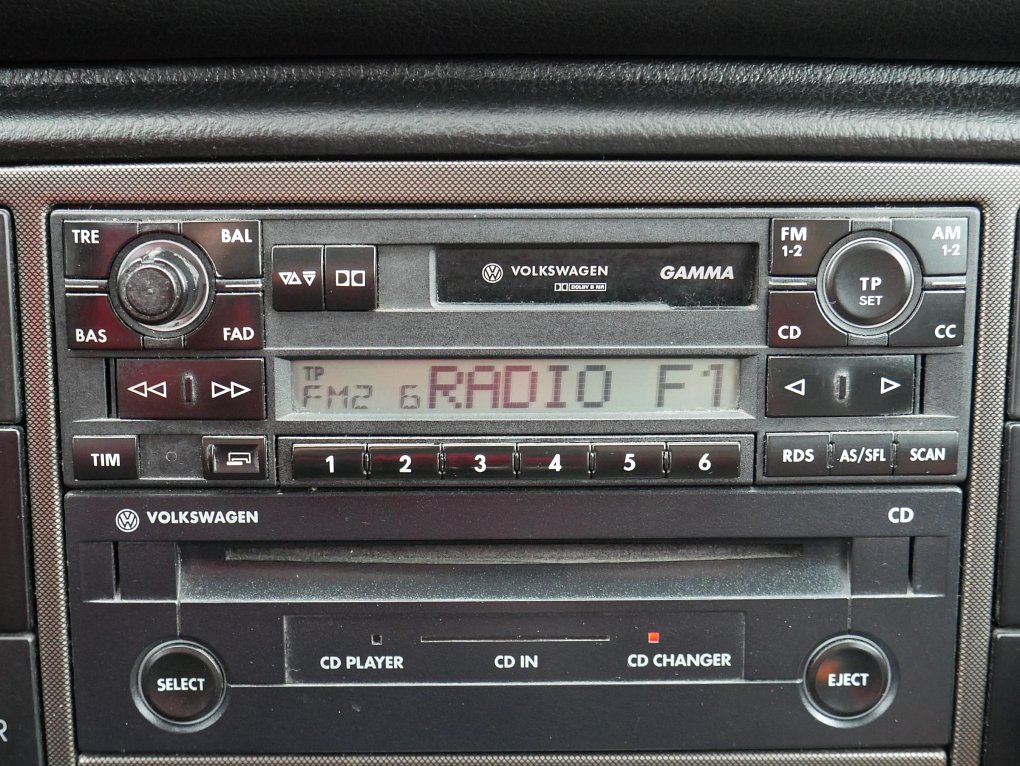 TRE
BAL
BAS
FAD
VOLKSWAGEN GAMMA
DOLBY B NR
FM
1-2
AM
1-2
TP
SET
CD
CC
TP
FM2 6 RADIO F1
TIM
1 2 3 4 5 6
RDS AS/SFL SCAN
VOLKSWAGEN
CD
CD PLAYER CD IN CD CHANGER
SELECT
EJECT
R